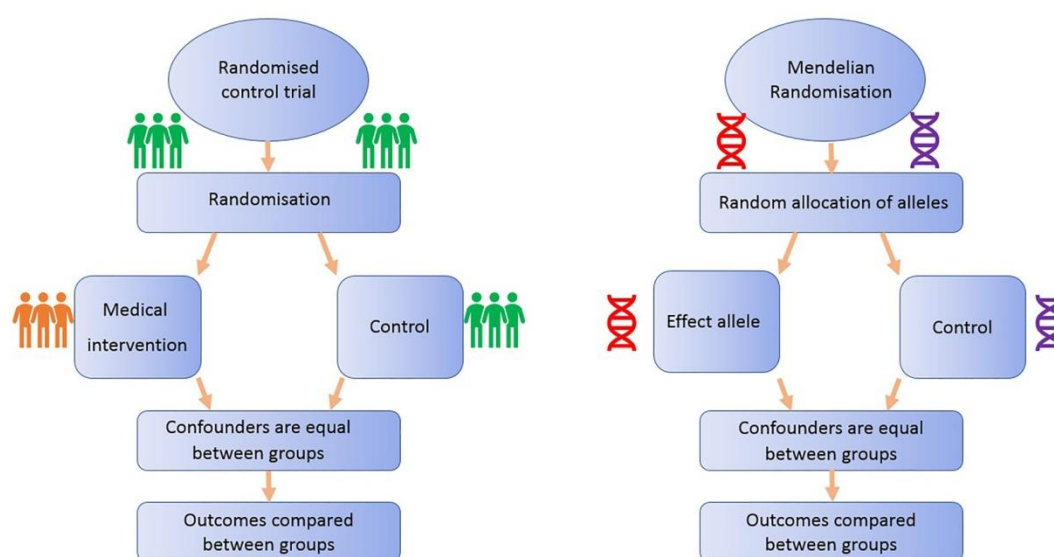 Randomised
control trial
Randomisation
Medical
intervention
Control
Confounders are equal
between groups
Outcomes compared
between groups
Mendelian
Randomisation
Random allocation of alleles
Effect allele
Control
Confounders are equal
between groups
Outcomes compared
between groups